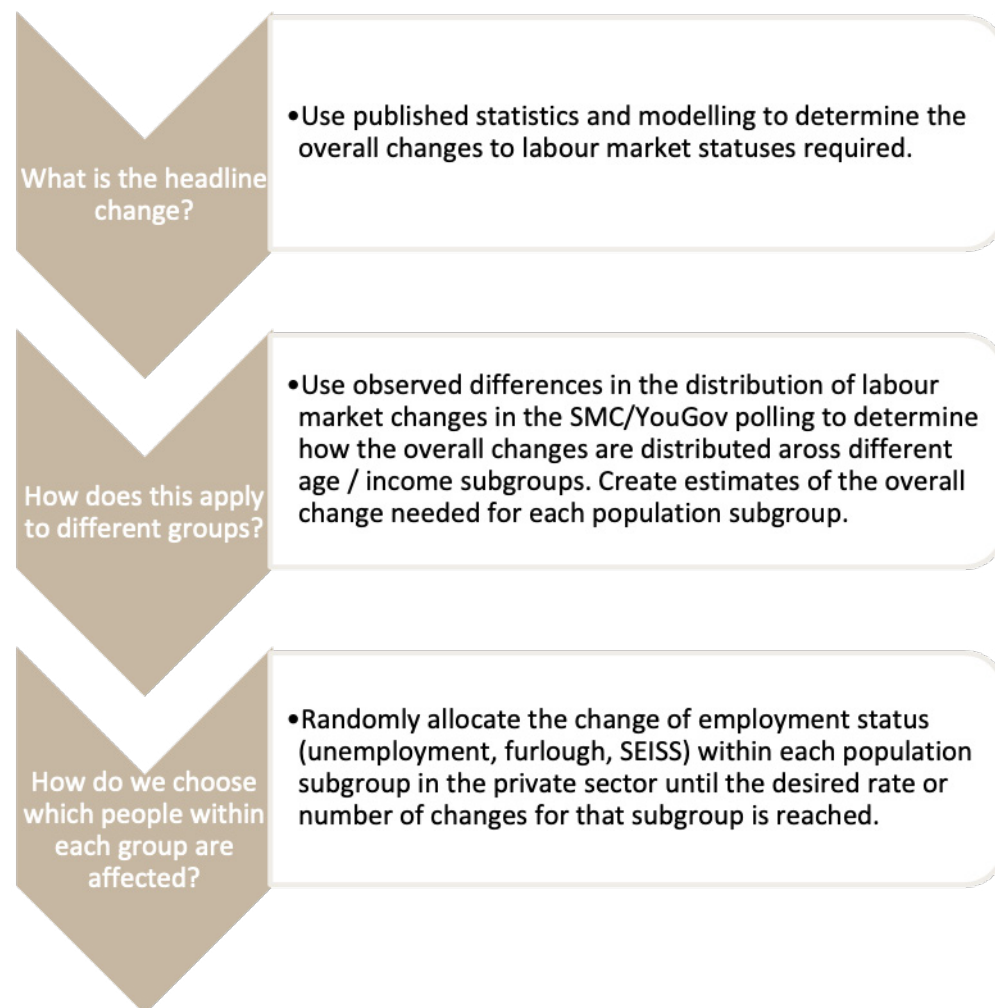 What is the headline
change?
•Use published statistics and modelling to determine the
overall changes to labour market statuses required.
How does this apply
to different groups?
•Use observed differences in the distribution of labour
market changes in the SMC/YouGov polling to determine
how the overall changes are distributed aross different
age / income subgroups. Create estimates of the overall
change needed for each population subgroup.
How do we choose
which people within
each group are
affected?
•Randomly allocate the change of employment status
(unemployment, furlough, SEISS) within each population
subgroup in the private sector until the desired rate or
number of changes for that subgroup is reached.